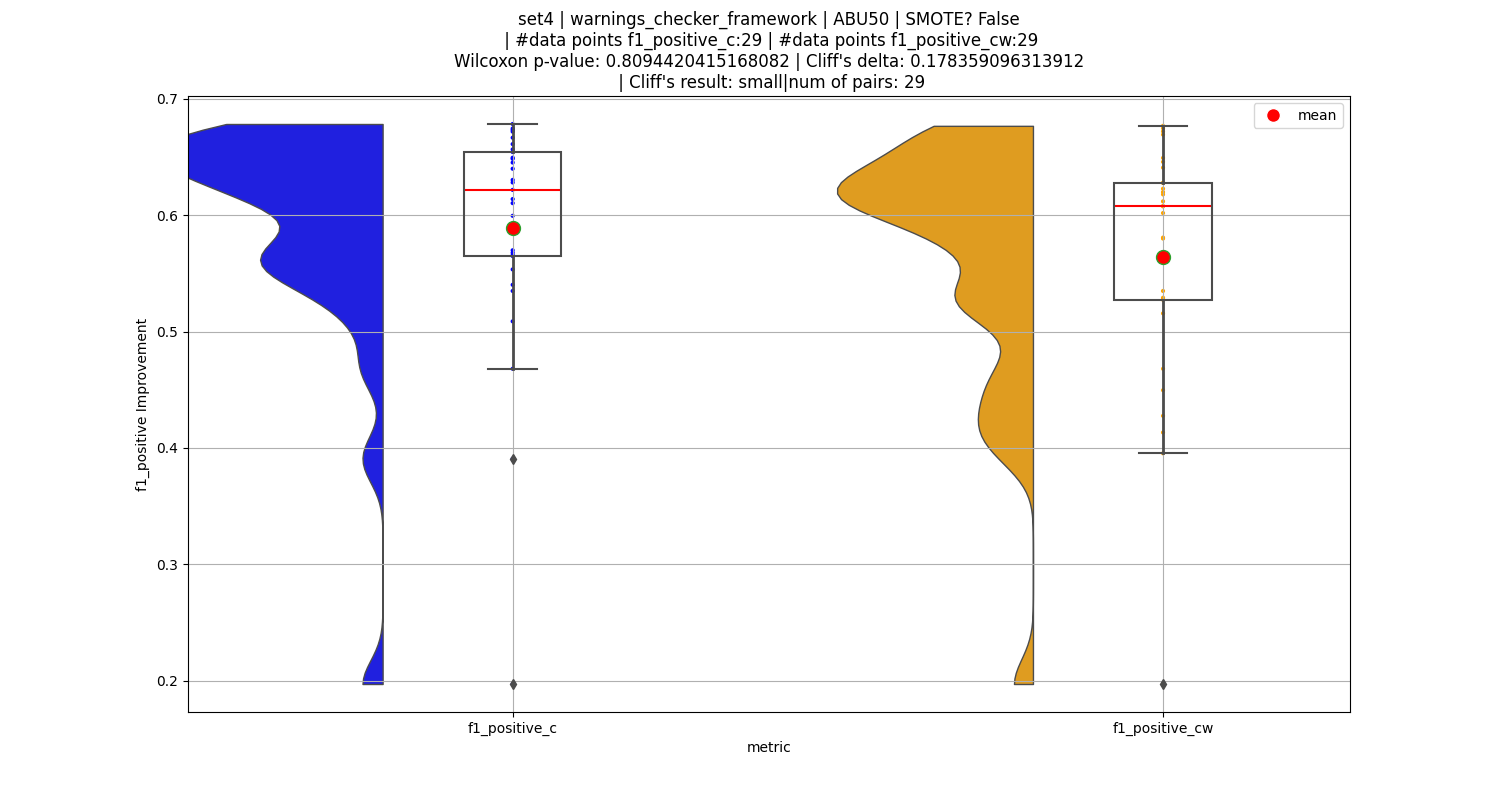 set4 | warnings_checker_framework | ABU50 | SMOTE? False
| #data points f1_positive_c:29 | #data points f1_positive_cw:29
Wilcoxon p-value: 0.8094420415168082 | Cliff's delta: 0.178359096313912
| Cliff's result: small|num of pairs: 29
mean
0.7
0.6
0.5
0.4
0.3
0.2
f1_positive Improvement
f1_positive_c
f1_positive_cw
metric